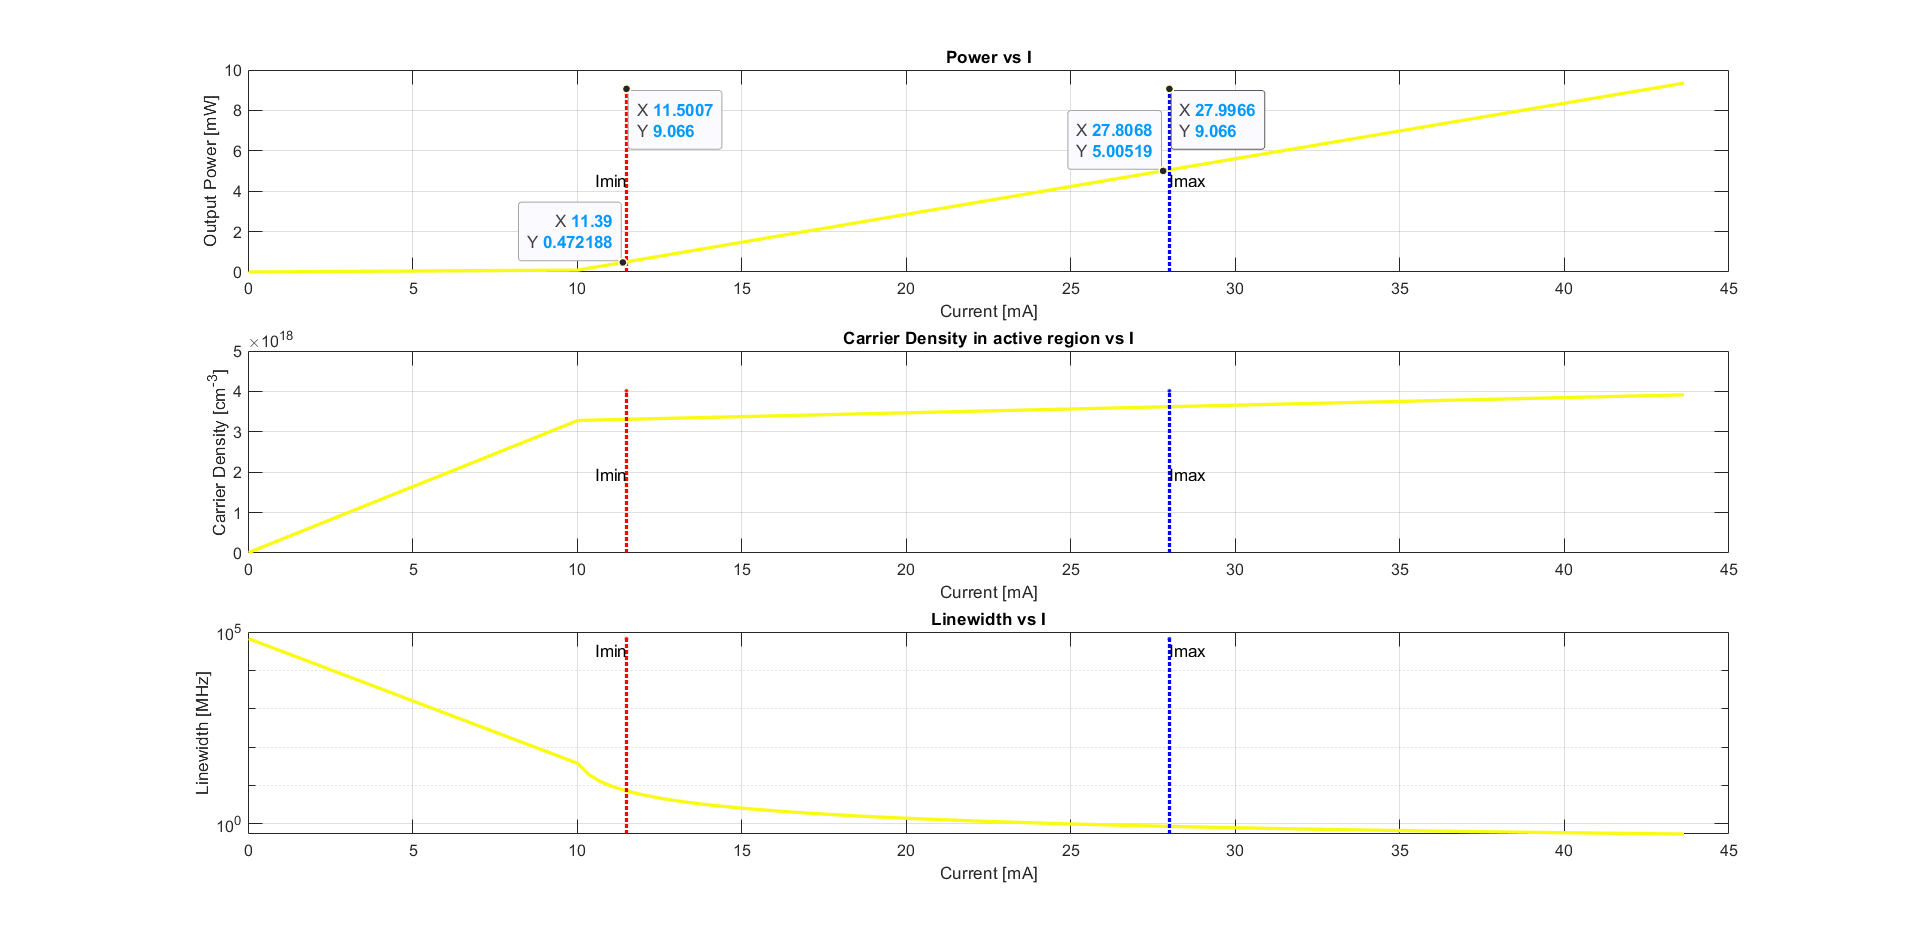 Power vs I
Output Power [mW]
10
8
6
4
2
0
X 11.5007
Y 9.066
X 27.8068
Y 5.00519
X 27.9966
Y 9.066
Imin
Imax
X 11.39
Y 0.472188
0 5 10 15 20 25 30 35 40 45
Current [mA]
Carrier Density in active region vs I
×10^18
Carrier Density [cm^-3]
5
4
3
2
1
0
Imin
Imax
0 5 10 15 20 25 30 35 40 45
Current [mA]
Linewidth vs I
Linewidth [MHz]
10^5
10^0
Imin
Imax
0 5 10 15 20 25 30 35 40 45
Current [mA]